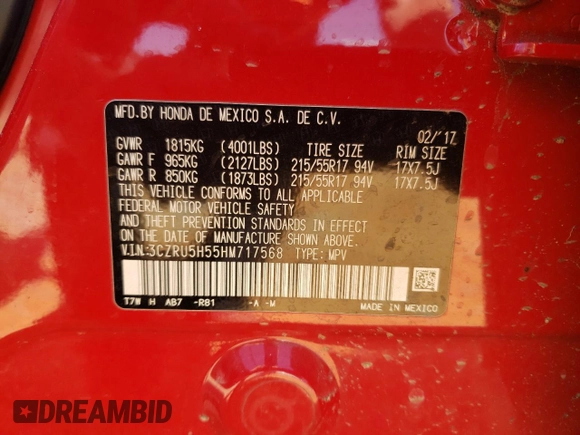 MFD.BY HONDA DE MEXICO S.A. DE C.V.
02/'17
GVWR 1815KG (4001LBS) TIRE SIZE RIM SIZE
GAWR F 965KG (2127LBS) 215/55R17 94V 17X7.5J
GAWR R 850KG (1873LBS) 215/55R17 94V 17X7.5J
THIS VEHICLE CONFORMS TO ALL APPLICABLE
FEDERAL MOTOR VEHICLE SAFETY
AND THEFT PREVENTION STANDARDS IN EFFECT
ON THE DATE OF MANUFACTURE SHOWN ABOVE.
V.I.N:3CZRU5H55HM717568 TYPE: MPV
T7W H AB7 -R81 -A -M MADE IN MEXICO
DREAMBID